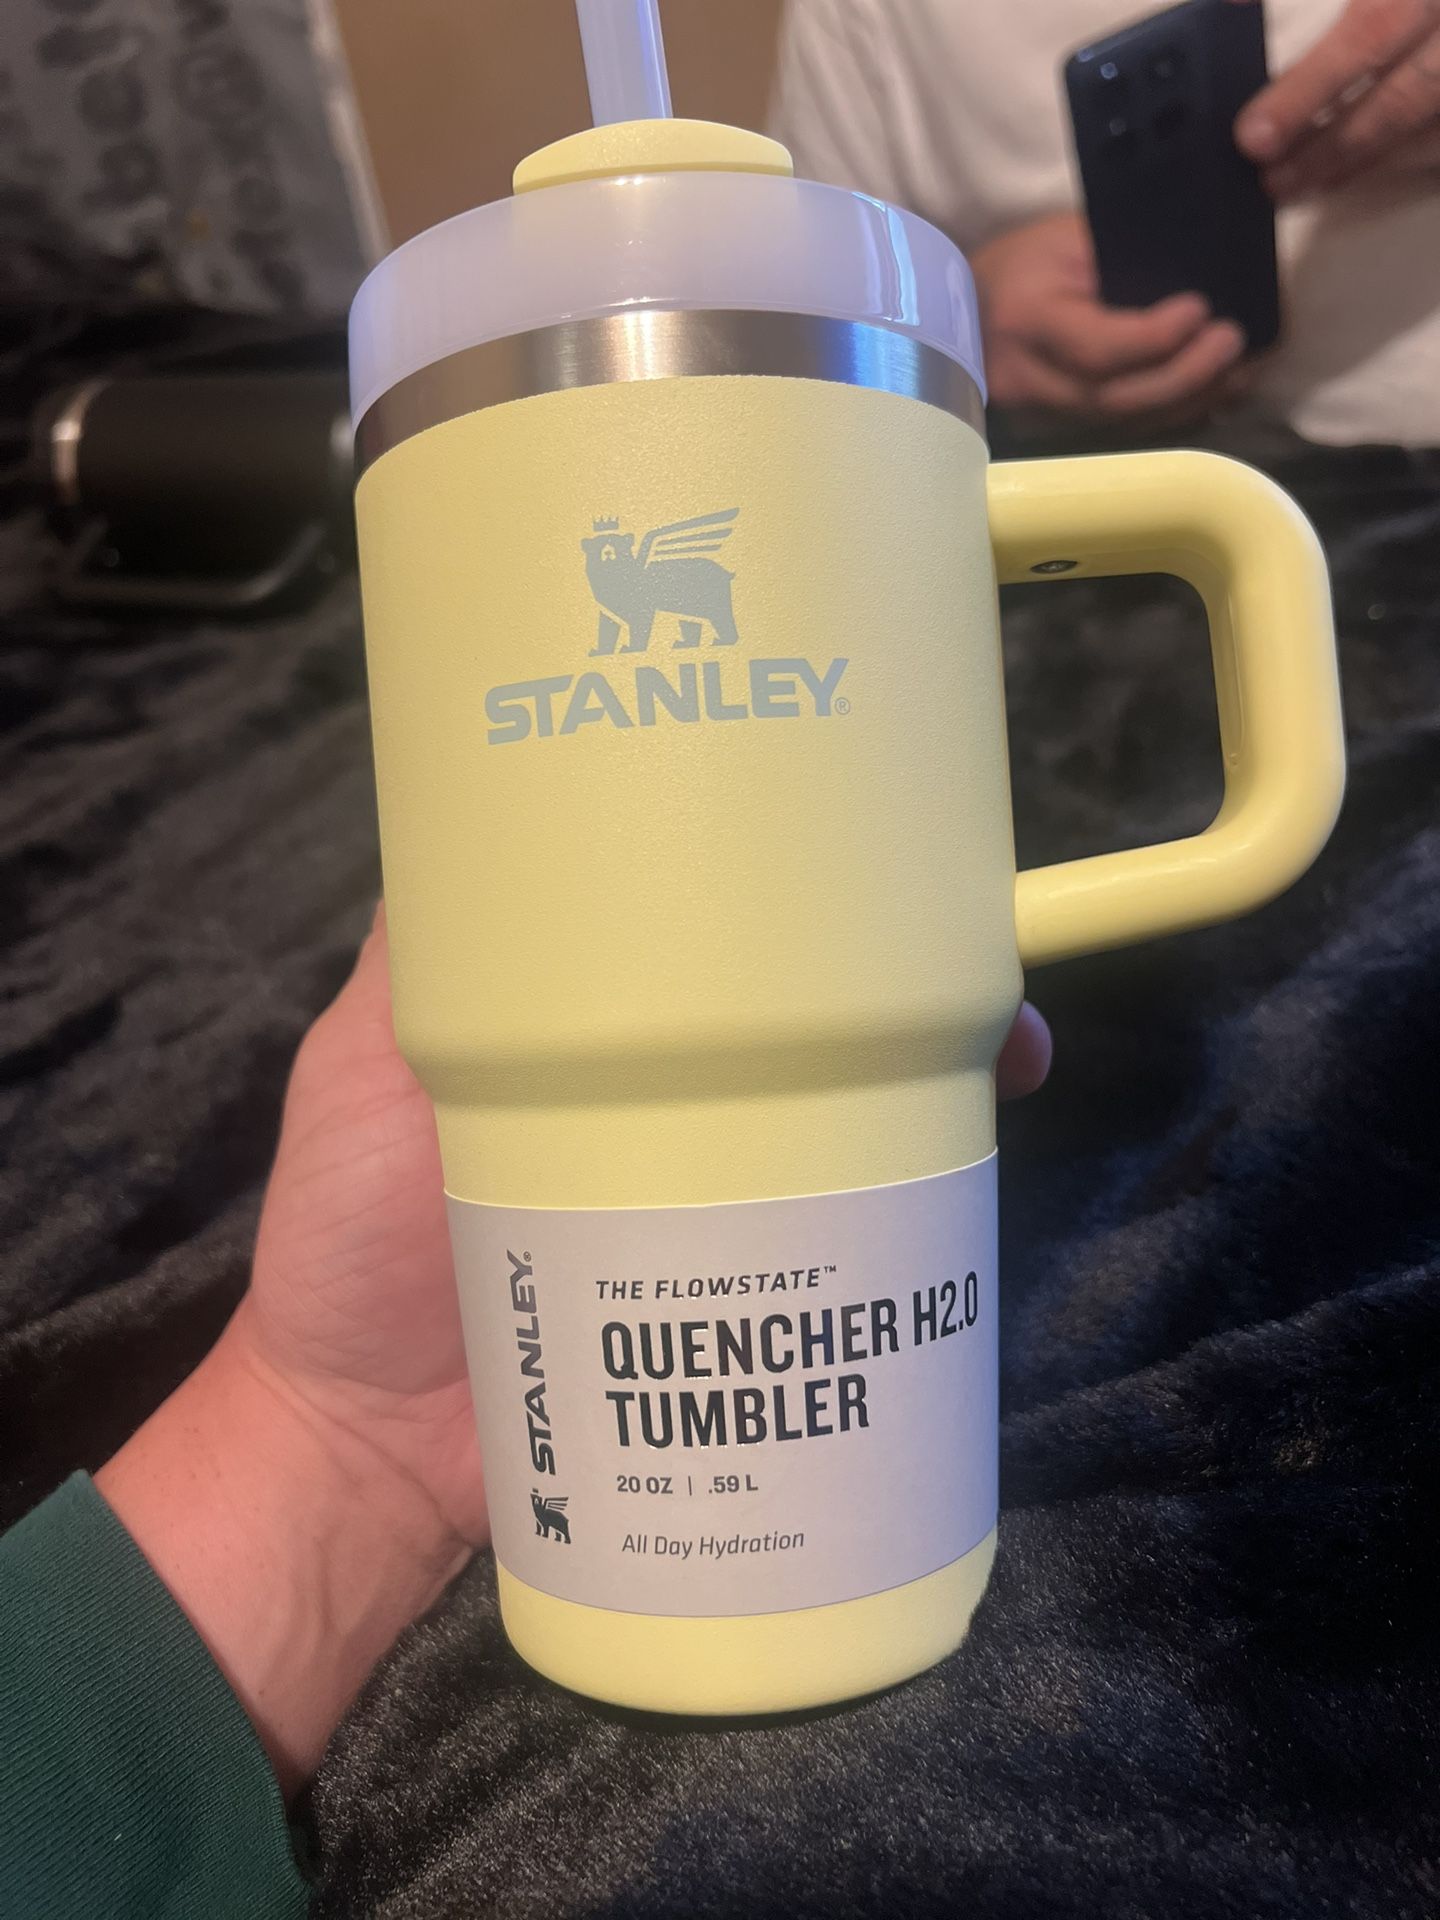 STANLEY®
STANLEY®
THE FLOWSTATE™
QUENCHER H2.0
TUMBLER
20 OZ | .59 L
All Day Hydration